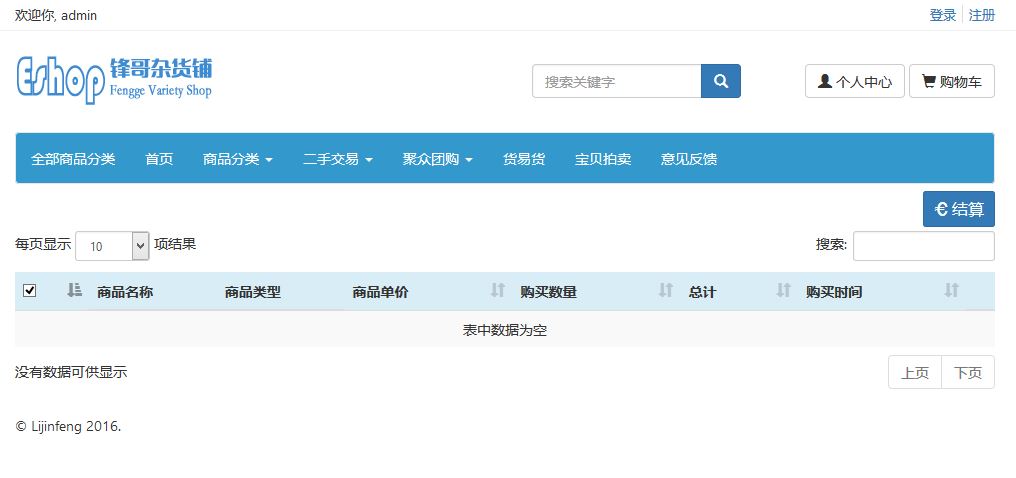 欢迎你, admin 登录 注册
Eshop 锋哥杂货铺
Fengge Variety Shop
搜索关键字 个人中心 购物车
全部商品分类 首页 商品分类 二手交易 聚众团购 货易货 宝贝拍卖 意见反馈
€ 结算
每页显示 10 项结果 搜索:
商品名称 商品类型 商品单价 购买数量 总计 购买时间
表中数据为空
没有数据可供显示 上页 下页
© Lijinfeng 2016.